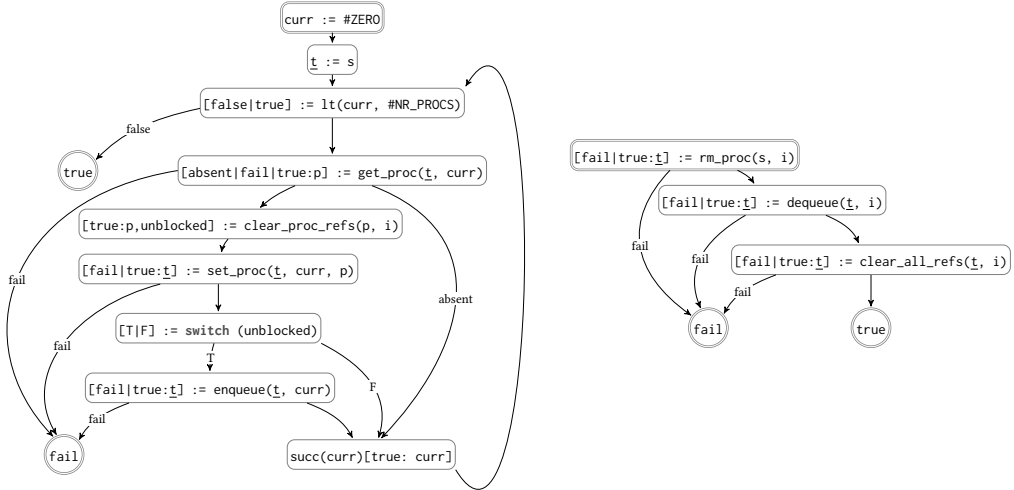 curr := #ZERO
t := s
[false|true] := lt(curr, #NR_PROCS)
false
true
[absent|fail|true:p] := get_proc(t, curr)
[true:p,unblocked] := clear_proc_refs(p, i)
[fail|true:t] := set_proc(t, curr, p)
fail
absent
[T|F] := switch (unblocked)
fail
T
F
[fail|true:t] := enqueue(t, curr)
fail
fail
succ(curr)[true: curr]
[fail|true:t] := rm_proc(s, i)
[fail|true:t] := dequeue(t, i)
fail
fail
[fail|true:t] := clear_all_refs(t, i)
fail
fail
true